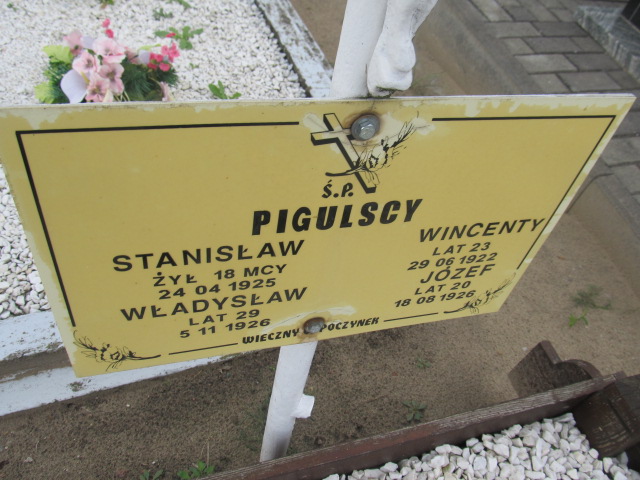 Ś.P.
PIGULSCY
STANISŁAW
ŻYŁ 18 MCY
24 04 1925
WŁADYSŁAW
LAT 29
5 11 1926
WINCENTY
LAT 23
29 06 1922
JÓZEF
LAT 20
18 08 1926
WIECZNY POCZYNEK